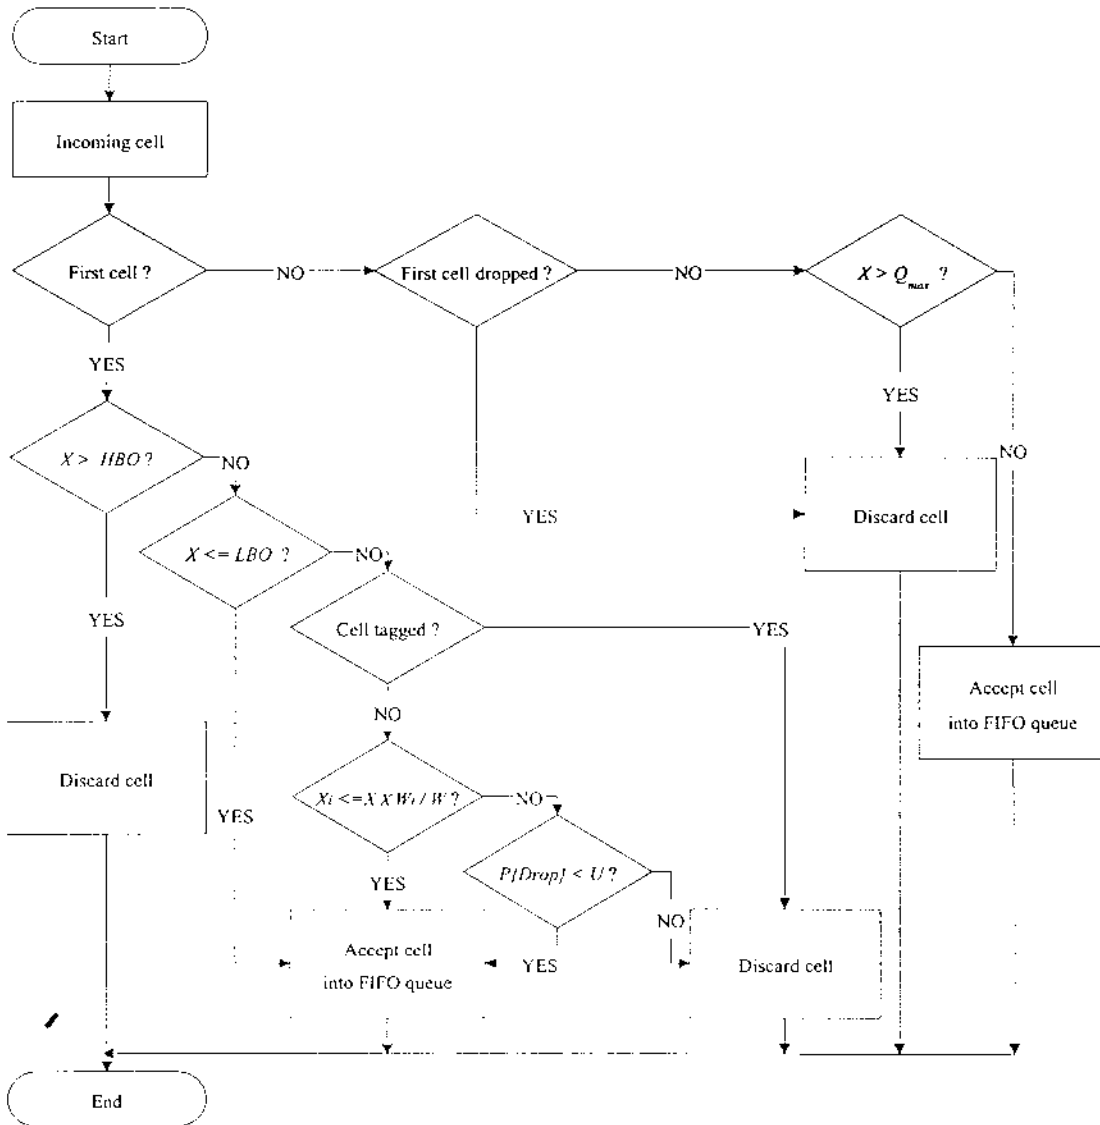 Start
Incoming cell
First cell ?
NO
First cell dropped ?
NO
X > Qmax ?
YES
YES
X > HBO ?
NO
NO
X <= LBO ?
YES
Discard cell
NO
Cell tagged ?
YES
YES
NO
Accept cell
into FIFO queue
Discard cell
Xi <= X X Wi / W ?
NO
YES
P{Drop} < U ?
YES
NO
Accept cell
into FIFO queue
YES
Discard cell
End